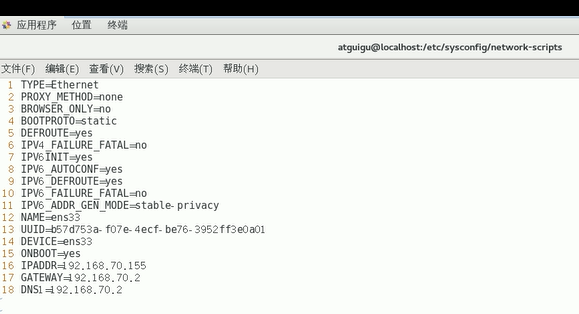 应用程序 位置 终端
atguigu@localhost:/etc/sysconfig/network-scripts
文件(F) 编辑(E) 查看(V) 搜索(S) 终端(T) 帮助(H)
1 TYPE=Ethernet
2 PROXY_METHOD=none
3 BROWSER_ONLY=no
4 BOOTPROTO=static
5 DEFROUTE=yes
6 IPV4_FAILURE_FATAL=no
7 IPV6INIT=yes
8 IPV6_AUTOCONF=yes
9 IPV6_DEFROUTE=yes
10 IPV6_FAILURE_FATAL=no
11 IPV6_ADDR_GEN_MODE=stable-privacy
12 NAME=ens33
13 UUID=b57d753a-f07e-4ecf-be76-3952ff3e0a01
14 DEVICE=ens33
15 ONBOOT=yes
16 IPADDR=192.168.70.155
17 GATEWAY=192.168.70.2
18 DNS1=192.168.70.2